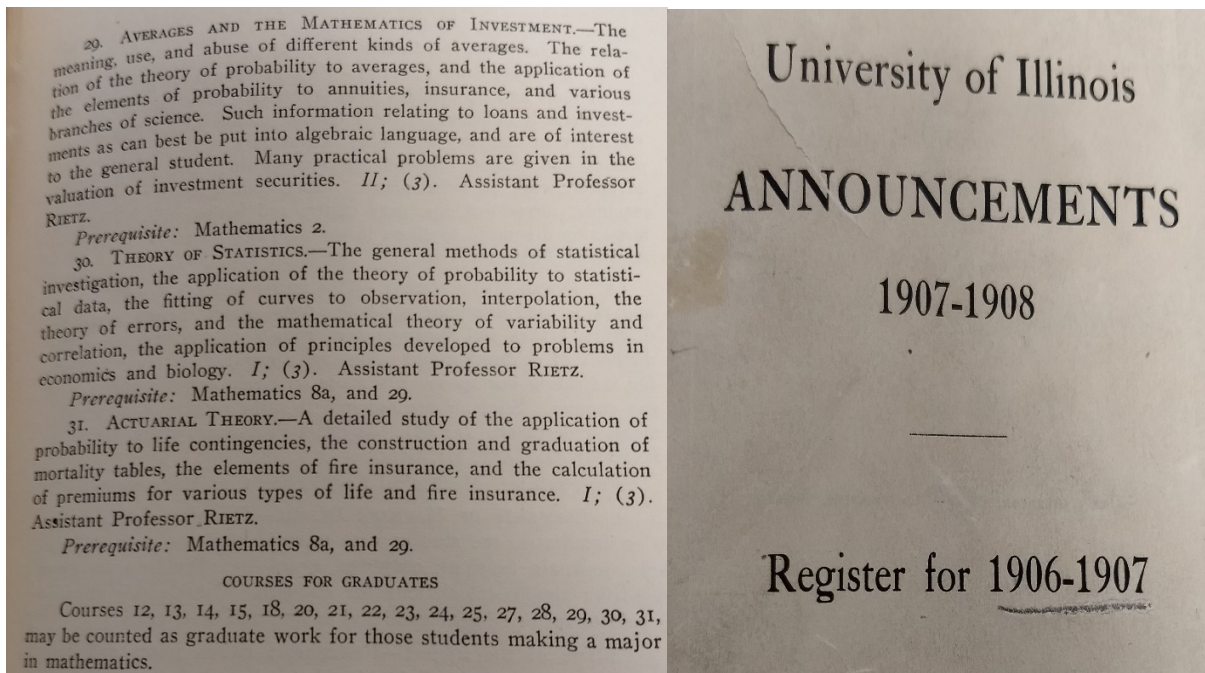 29. AVERAGES AND THE MATHEMATICS OF INVESTMENT.—The
meaning, use, and abuse of different kinds of averages. The rela-
tion of the theory of probability to averages, and the application of
the elements of probability to annuities, insurance, and various
branches of science. Such information relating to loans and invest-
ments as can best be put into algebraic language, and are of interest
to the general student. Many practical problems are given in the
valuation of investment securities. II; (3). Assistant Professor
RIETZ.
Prerequisite: Mathematics 2.
30. THEORY OF STATISTICS.—The general methods of statistical
investigation, the application of the theory of probability to statisti-
cal data, the fitting of curves to observation, interpolation, the
theory of errors, and the mathematical theory of variability and
correlation, the application of principles developed to problems in
economics and biology. I; (3). Assistant Professor RIETZ.
Prerequisite: Mathematics 8a, and 29.
31. ACTUARIAL THEORY.—A detailed study of the application of
probability to life contingencies, the construction and graduation of
mortality tables, the elements of fire insurance, and the calculation
of premiums for various types of life and fire insurance. I; (3).
Assistant Professor RIETZ.
Prerequisite: Mathematics 8a, and 29.
COURSES FOR GRADUATES
Courses 12, 13, 14, 15, 18, 20, 21, 22, 23, 24, 25, 27, 28, 29, 30, 31,
may be counted as graduate work for those students making a major
in mathematics.
University of Illinois
ANNOUNCEMENTS
1907-1908
Register for 1906-1907